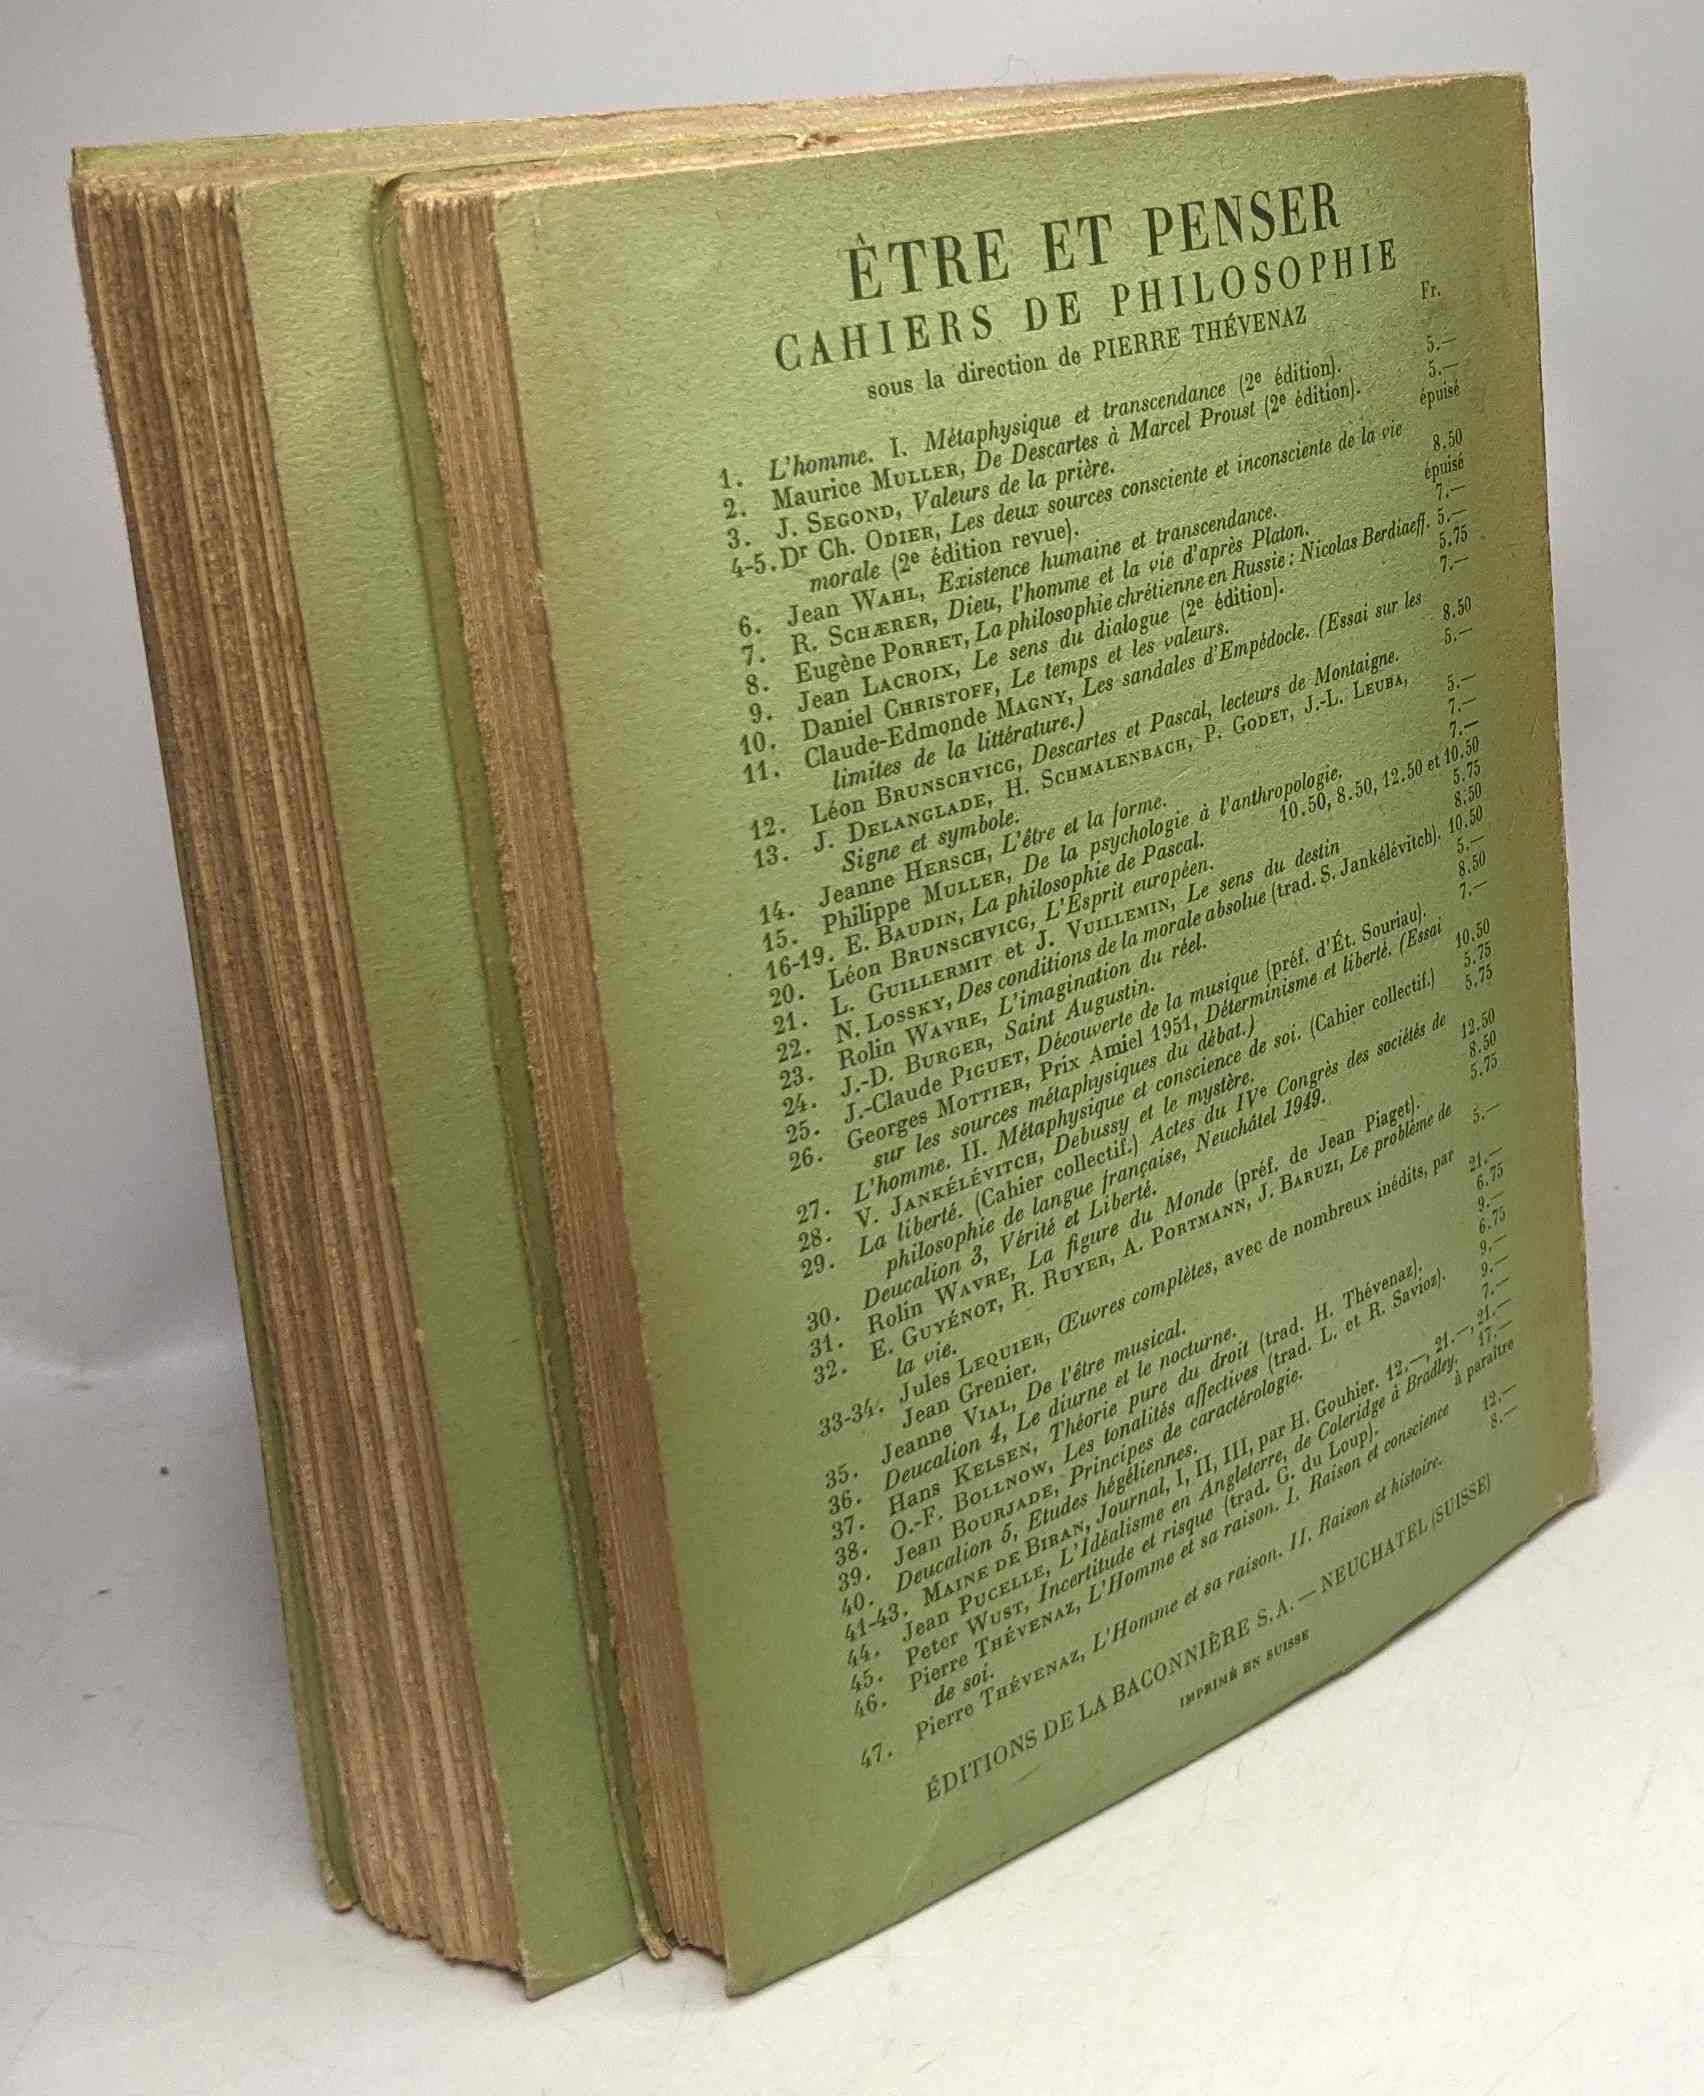 ÊTRE ET PENSER
CAHIERS DE PHILOSOPHIE
sous la direction de PIERRE THÉVENAZ
Fr.
1. L'homme. I. Métaphysique et transcendance (2e édition). 5.—
2. Maurice MULLER, De Descartes à Marcel Proust (2e édition). 5.—
3. J. SEGOND, Valeurs de la prière. épuisé
4-5. Dr Ch. ODIER, Les deux sources consciente et inconsciente de la vie
morale (2e édition revue). 8.50
6. Jean WAHL, Existence humaine et transcendance. épuisé
7. R. SCHÆRER, Dieu, l'homme et la vie d'après Platon. 7.—
8. Eugène PORRET, La philosophie chrétienne en Russie : Nicolas Berdiaeff. 5.—
9. Jean LACROIX, Le sens du dialogue (2e édition). 5.75
10. Daniel CHRISTOFF, Le temps et les valeurs. 7.—
11. Claude-Edmonde MAGNY, Les sandales d'Empédocle. (Essai sur les
limites de la littérature.) 8.50
12. Léon BRUNSCHVICG, Descartes et Pascal, lecteurs de Montaigne. 5.—
13. J. DELANGLADE, H. SCHMALENBACH, P. GODET, J.-L. LEUBA,
Signe et symbole. 5.—
14. Jeanne HERSCH, L'être et la forme. 7.—
15. Philippe MULLER, De la psychologie à l'anthropologie. 7.—
16-19. E. BAUDIN, La philosophie de Pascal. 10.50, 8.50, 12.50 et 10.50
20. Léon BRUNSCHVICG, L'Esprit européen. 5.75
21. L. GUILLERMIT et J. VUILLEMIN, Le sens du destin 8.50
22. N. LOSSKY, Des conditions de la morale absolue (trad. S. Jankélévitch). 10.50
23. Rolin WAVRE, L'imagination du réel. 5.—
24. J.-D. BURGER, Saint Augustin. 8.50
25. J.-Claude PIGUET, Découverte de la musique (préf. d'Ét. Souriau). 7.—
26. Georges MOTTIER, Prix Amiel 1951, Déterminisme et liberté. (Essai
sur les sources métaphysiques du débat.) 10.50
27. L'homme. II. Métaphysique et conscience de soi. (Cahier collectif.) 5.75
28. V. JANKÉLÉVITCH, Debussy et le mystère. 5.75
29. La liberté. (Cahier collectif.) Actes du IVe Congrès des sociétés de
philosophie de langue française, Neuchâtel 1949. 12.50
30. Deucalion 3, Vérité et Liberté. 8.50
31. Rolin WAVRE, La figure du Monde (préf. de Jean Piaget). 5.75
32. E. GUYÉNOT, R. RUYER, A. PORTMANN, J. BARUZI, Le problème de
la vie. 5.—
33-34. Jules LEQUIER, Œuvres complètes, avec de nombreux inédits, par
Jean Grenier. 21.—
35. Jeanne VIAL, De l'être musical. 6.75
36. Deucalion 4, Le diurne et le nocturne. 9.—
37. Hans KELSEN, Théorie pure du droit (trad. H. Thévenaz). 6.75
38. O.-F. BOLLNOW, Les tonalités affectives (trad. L. et R. Savioz). 9.—
39. Jean BOURJADE, Principes de caractérologie. 9.—
40. Deucalion 5, Etudes hégéliennes. 7.—
41-43. MAINE DE BIRAN, Journal, I, II, III, par H. Gouhier. 12.—, 21.—, 21.—
44. Jean PUCELLE, L'Idéalisme en Angleterre, de Coleridge à Bradley. 17.—
45. Peter WUST, Incertitude et risque (trad. G. du Loup). à paraître
46. Pierre THÉVENAZ, L'Homme et sa raison. I. Raison et conscience
de soi. 12.—
47. Pierre THÉVENAZ, L'Homme et sa raison. II. Raison et histoire. 8.—
ÉDITIONS DE LA BACONNIÈRE S.A. — NEUCHATEL (SUISSE)
IMPRIMÉ EN SUISSE